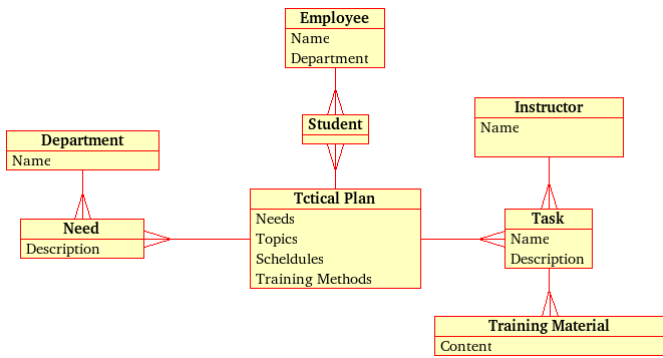 Employee
Name
Department
Student
Instructor
Name
Department
Name
Tctical Plan
Needs
Topics
Scheldules
Training Methods
Need
Description
Task
Name
Description
Training Material
Content